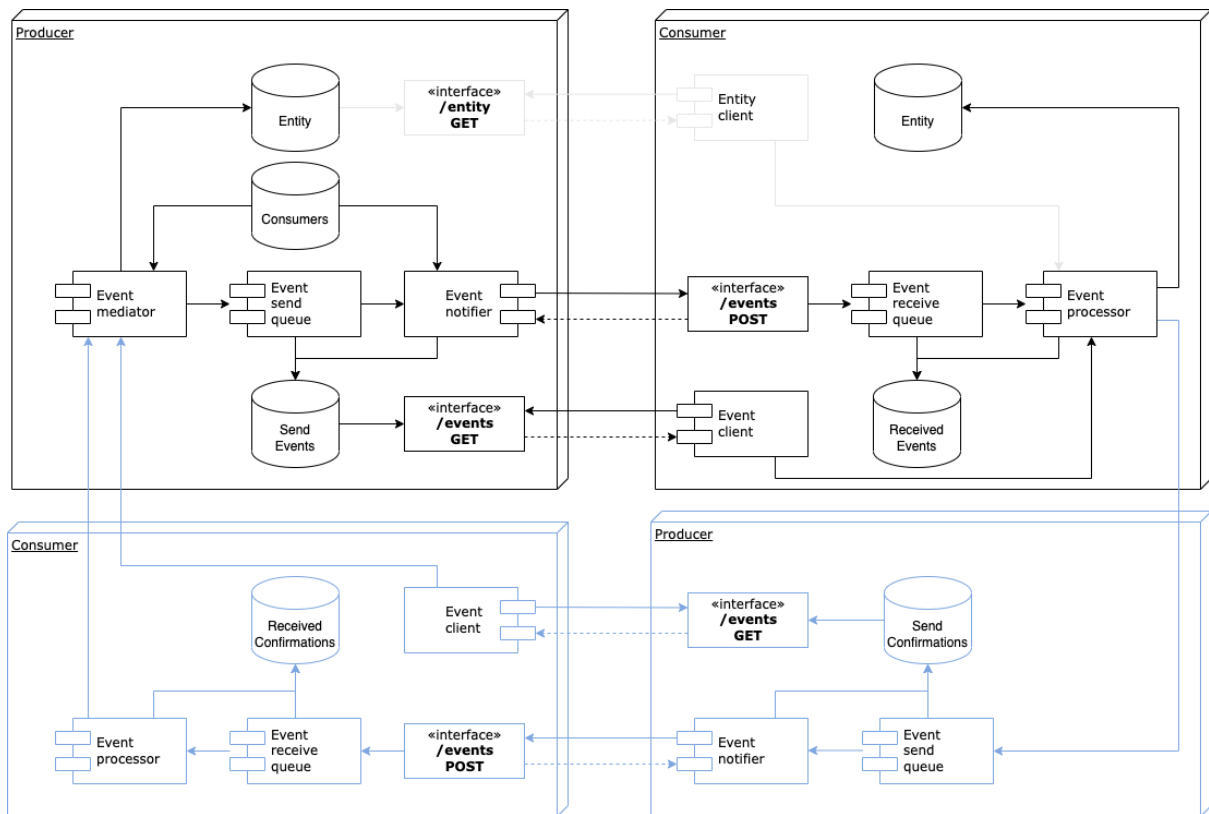 Producer
Entity
«interface»
/entity
GET
Consumers
Event
mediator
Event
send
queue
Event
notifier
Send
Events
«interface»
/events
GET
Consumer
Entity
client
Entity
«interface»
/events
POST
Event
receive
queue
Event
processor
Event
client
Received
Events
Consumer
Received
Confirmations
Event
client
Event
processor
Event
receive
queue
«interface»
/events
POST
Producer
«interface»
/events
GET
Send
Confirmations
Event
notifier
Event
send
queue